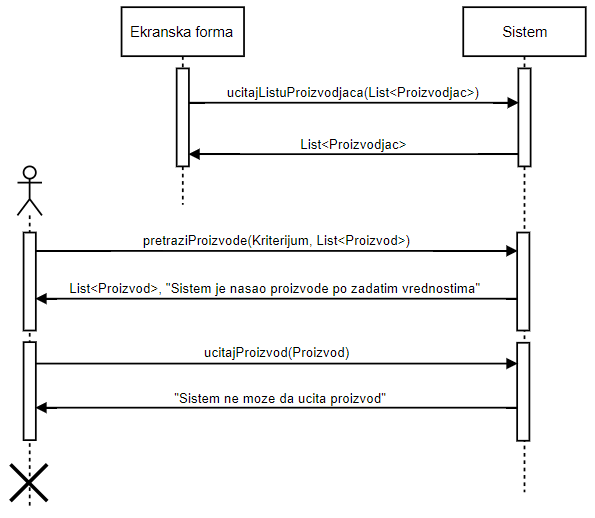 Ekranska forma
Sistem
ucitajListuProizvodjaca(List<Proizvodjac>)
List<Proizvodjac>
pretraziProizvode(Kriterijum, List<Proizvod>)
List<Proizvod>, "Sistem je nasao proizvode po zadatim vrednostima"
ucitajProizvod(Proizvod)
"Sistem ne moze da ucita proizvod"